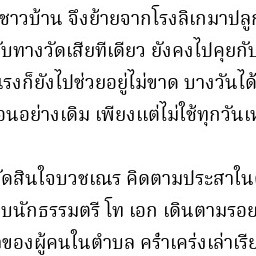 ชาวบ้าน จึงย้ายจากโรงลิเกมาปลู
ับทางวัดเสียทีเดียว ยังคงไปคุยกับ
แรงก็ยังไปช่วยอยู่ไม่ขาด บางวันได้
อนอย่างเดิม เพียงแต่ไม่ใช้ทุกวันเห
ัดสินใจบวชเณร คิดตามประสาใน
บนักธรรมตรี โท เอก เดินตามรอย
ของผู้คนในตำบล คร่ำเคร่งเล่าเรีย